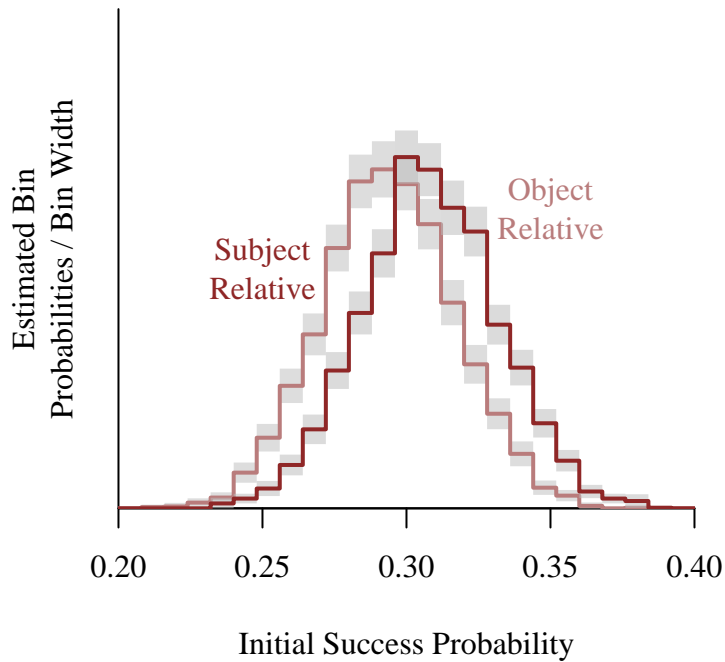 Estimated Bin
Probabilities / Bin Width
Subject
Relative
Object
Relative
0.20
0.25
0.30
0.35
0.40
Initial Success Probability